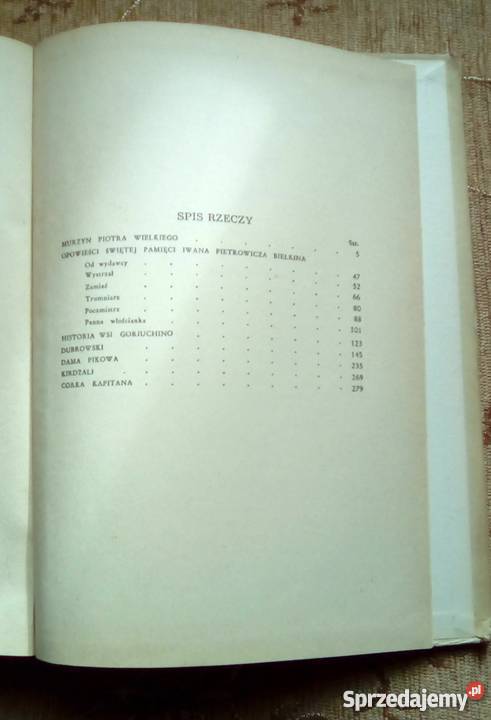 SPIS RZECZY
Str.
MURZYN PIOTRA WIELKIEGO . . . . . . . . 5
OPOWIEŚCI ŚWIĘTEJ PAMIĘCI IWANA PIETROWICZA BIELKINA
Od wydawcy . . . . . . . . 47
Wystrzał . . . . . . . . 52
Zamieć . . . . . . . . 66
Trumniarz . . . . . . . . 80
Poczmistrz . . . . . . . . 88
Panna włościanka . . . . . . . . 101
HISTORIA WSI GORIUCHINO . . . . . . . . 123
DUBROWSKI . . . . . . . . 145
DAMA PIKOWA . . . . . . . . 235
KIRDŻALI . . . . . . . . 269
CÓRKA KAPITANA . . . . . . . . 279
Sprzedajemy.pl